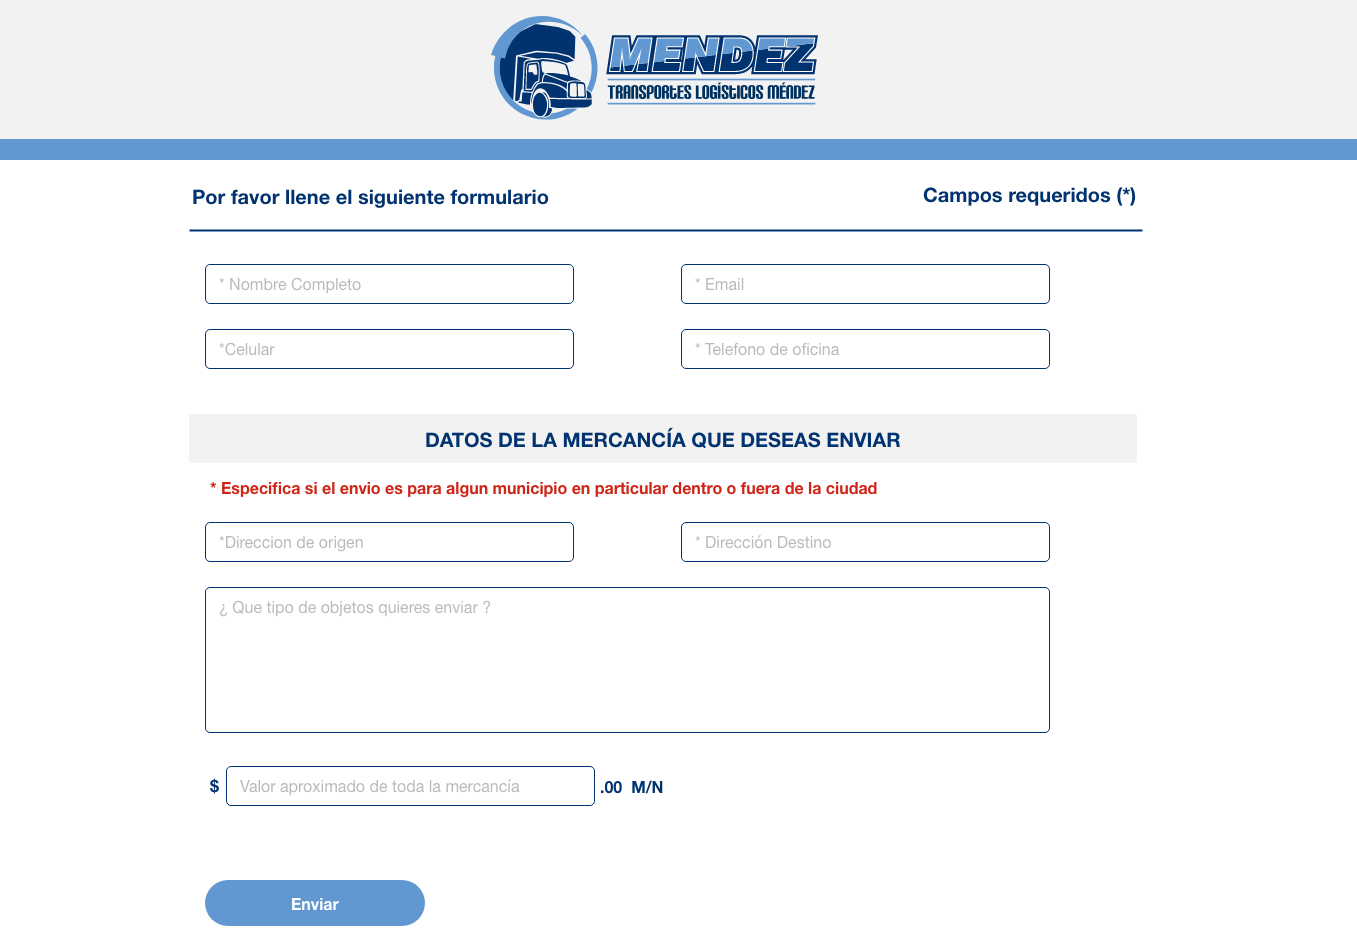 MENDEZ
TRANSPORTES LOGÍSTICOS MÉNDEZ
Por favor llene el siguiente formulario
Campos requeridos (*)
* Nombre Completo
* Email
*Celular
* Telefono de oficina
DATOS DE LA MERCANCÍA QUE DESEAS ENVIAR
* Especifica si el envio es para algun municipio en particular dentro o fuera de la ciudad
*Direccion de origen
* Dirección Destino
¿ Que tipo de objetos quieres enviar ?
$ Valor aproximado de toda la mercancía .00 M/N
Enviar